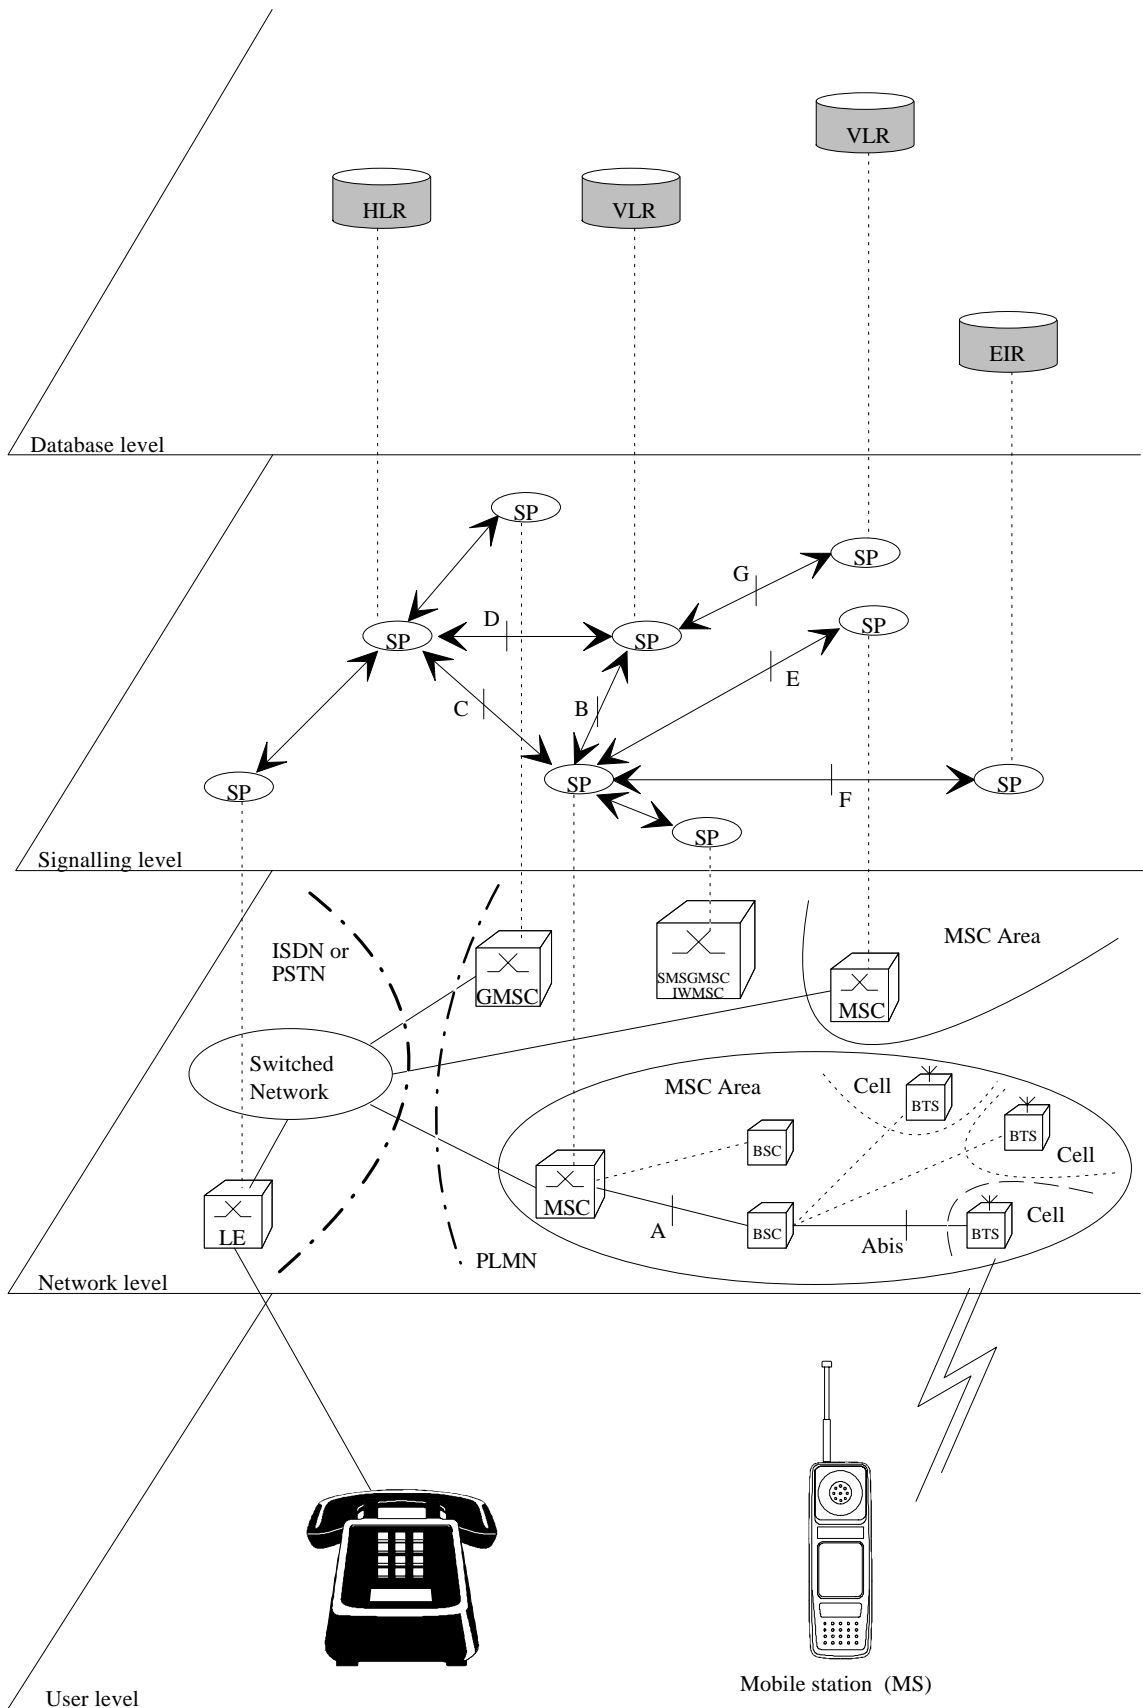 VLR
HLR
VLR
EIR
Database level
SP
SP
G
SP
D
SP
SP
E
C
B
SP
SP
SP
F
SP
Signalling level
ISDN or
PSTN
MSC Area
SMSGMSC
IWMSC
GMSC
MSC
Switched
Network
MSC Area
Cell
BTS
BTS
BSC
Cell
MSC
LE
A
BSC
Abis
BTS
Cell
PLMN
Network level
Mobile station (MS)
User level